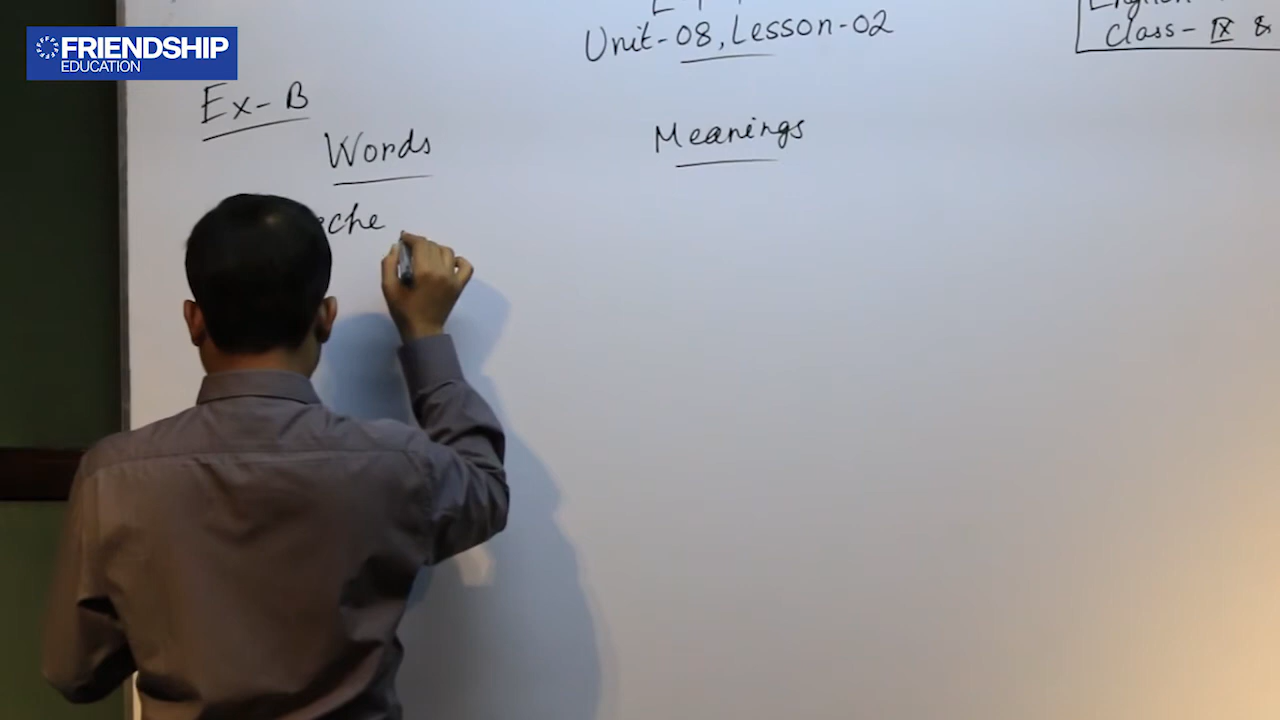 FRIENDSHIP
EDUCATION
Unit-08, Lesson-02
Class- IX &
Ex- B
Words
Meanings